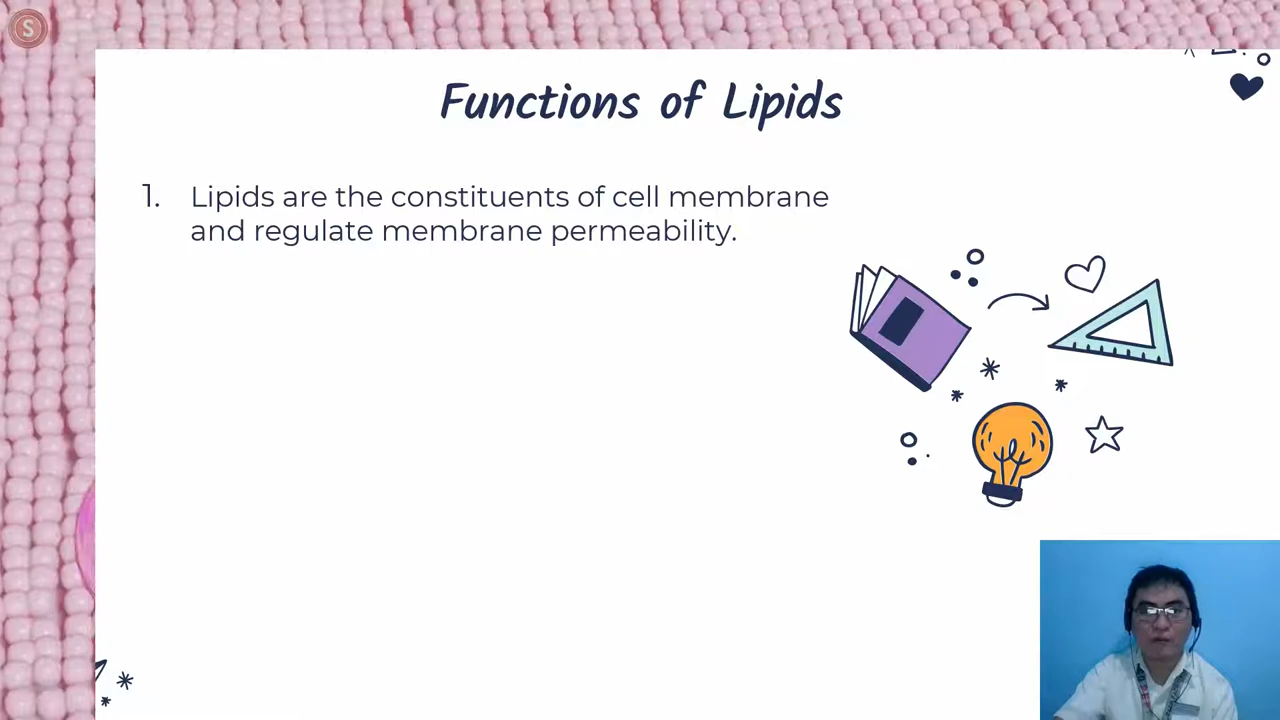 S
Functions of Lipids
1. Lipids are the constituents of cell membrane
and regulate membrane permeability.